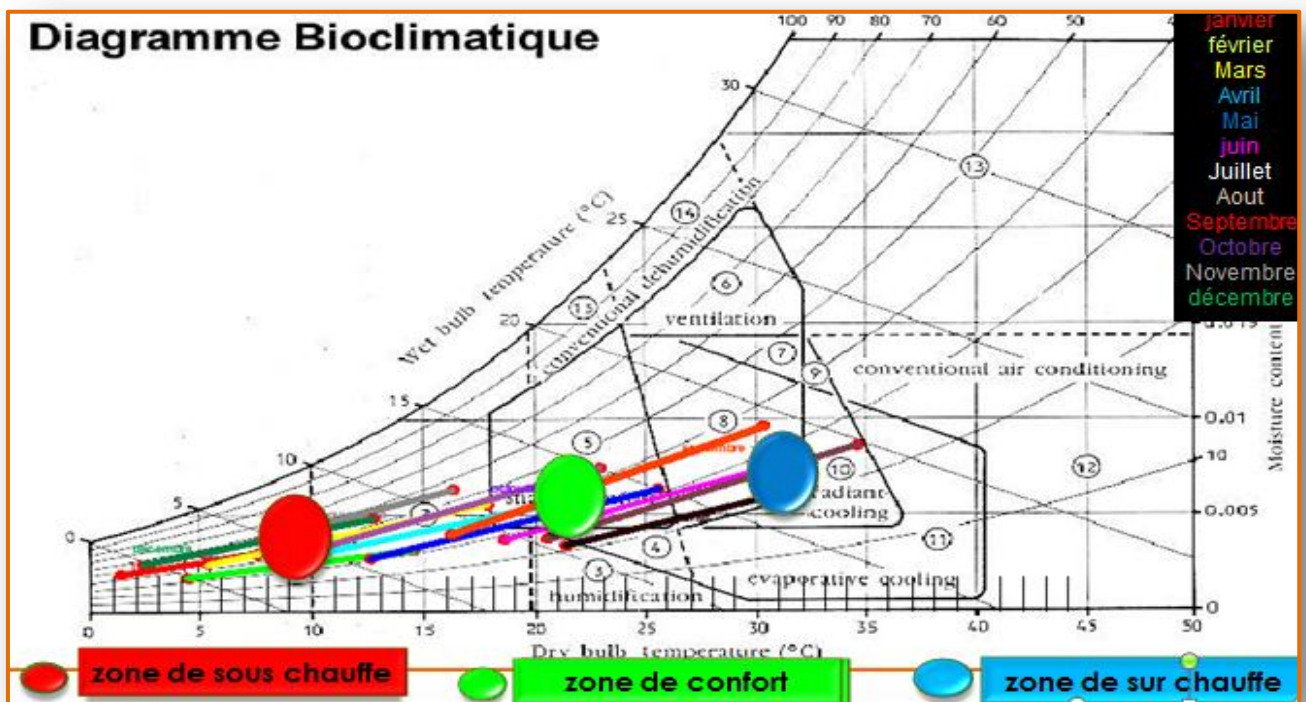 Diagramme Bioclimatique
100 90 80 70 60 50
janvier
février
Mars
Avril
Mai
juin
Juillet
Aout
Septembre
Octobre
Novembre
décembre
30
13
14
25
Wet bulb temperature (°C)
conventional dehumidification
6
15
20
ventilation
0.015
7
9
conventional air conditioning
Moisture content
15
8
0.01
5
10
10
12
10
radiant
cooling
5
2
0.005
0
4
11
3
evaporative cooling
humidification
0
0 5 10 15 20 25 30 35 40 45 50
Dry bulb temperature (°C)
zone de sous chauffe
zone de confort
zone de sur chauffe